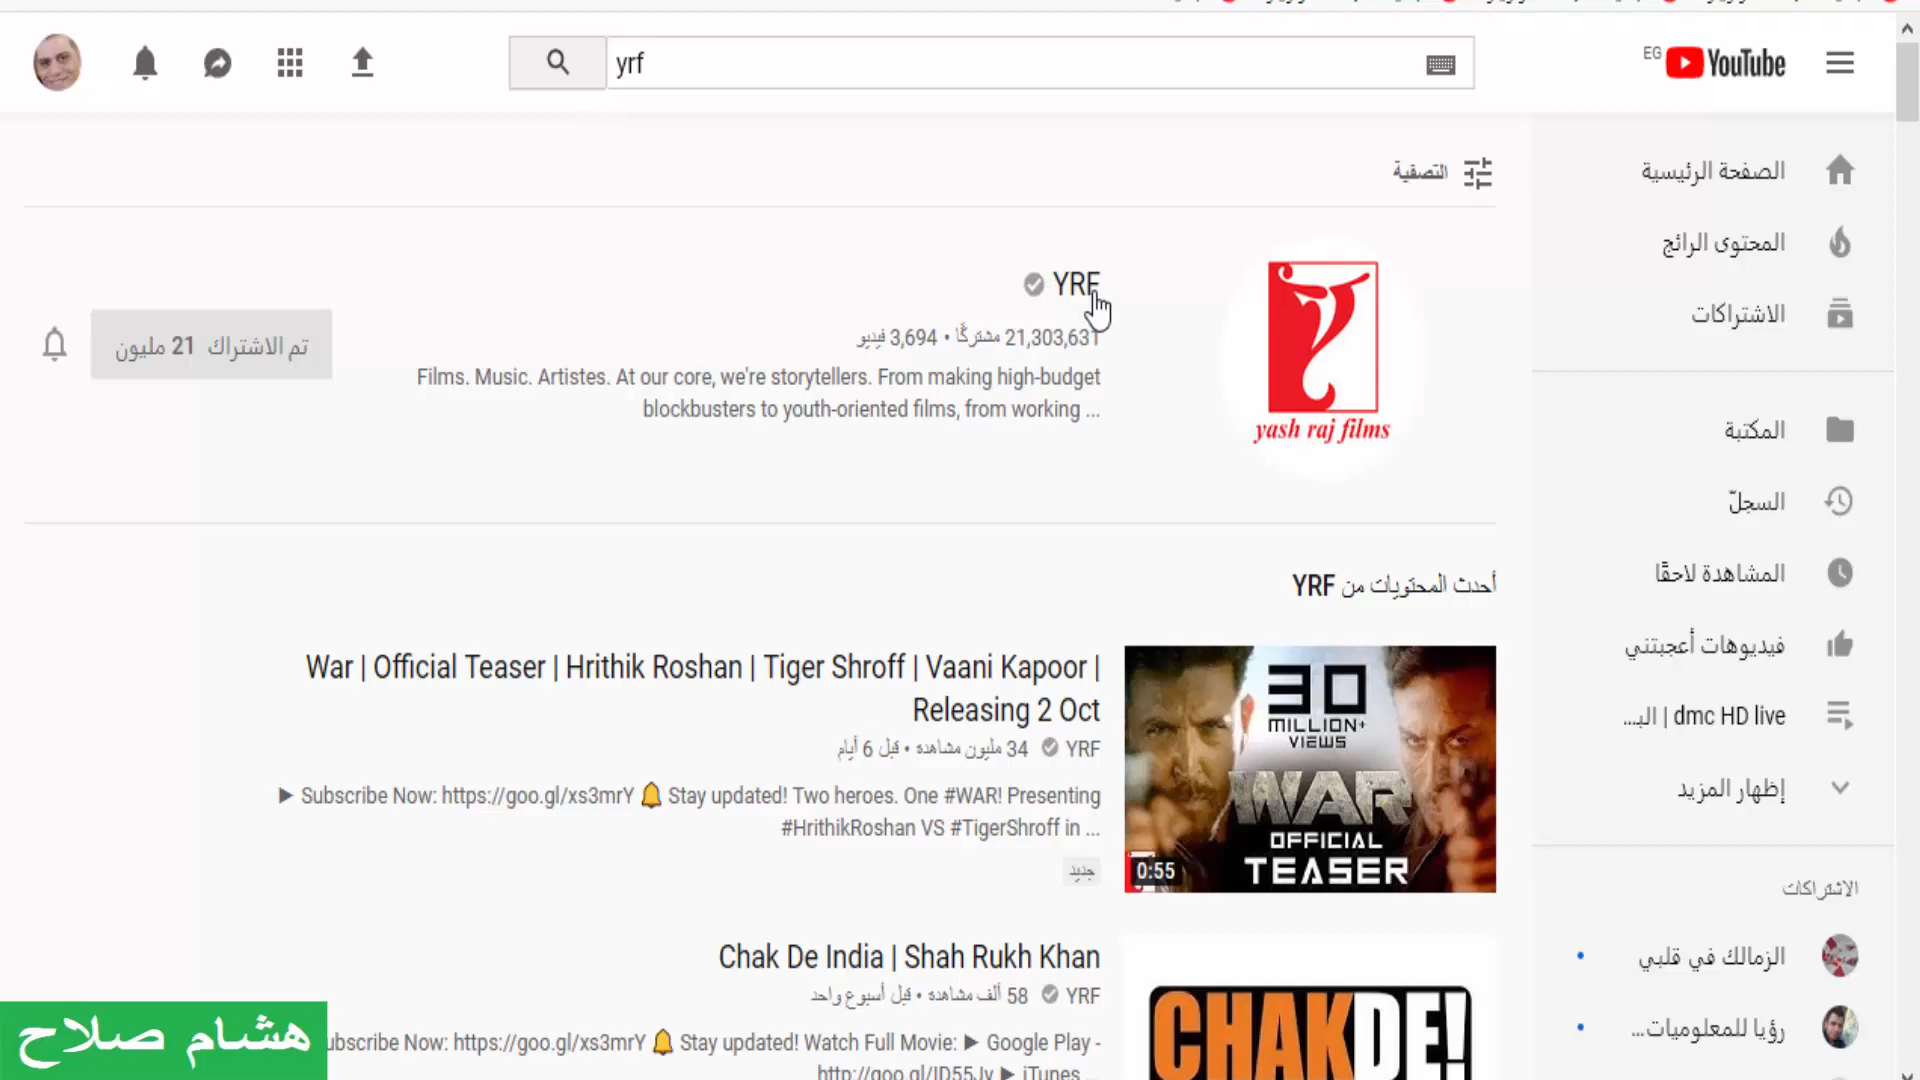 yrf
EG
YouTube
التصفية
YRF
21,303,631 مشتركًا • 3,694 فيديو
Films. Music. Artistes. At our core, we're storytellers. From making high-budget
blockbusters to youth-oriented films, from working ...
تم الاشتراك 21 مليون
yash raj films
أحدث المحتويات من YRF
War | Official Teaser | Hrithik Roshan | Tiger Shroff | Vaani Kapoor |
Releasing 2 Oct
YRF 34 مليون مشاهدة • قبل 6 أيام
▶ Subscribe Now: https://goo.gl/xs3mrY 🔔 Stay updated! Two heroes. One #WAR! Presenting
#HrithikRoshan VS #TigerShroff in ...
جديد
30
MILLION+
VIEWS
WAR
OFFICIAL
TEASER
0:55
Chak De India | Shah Rukh Khan
YRF 58 ألف مشاهدة • قبل أسبوع واحد
ubscribe Now: https://goo.gl/xs3mrY 🔔 Stay updated! Watch Full Movie: ▶ Google Play -
http://goo.gl/ID55Jv ▶ iTunes ...
CHAK DE!
الصفحة الرئيسية
المحتوى الرائج
الاشتراكات
المكتبة
السجلّ
المشاهدة لاحقًا
فيديوهات أعجبتني
dmc HD live | الب...
إظهار المزيد
الاشتراكات
الزمالك في قلبي
رؤيا للمعلوميات...
هشام صلاح